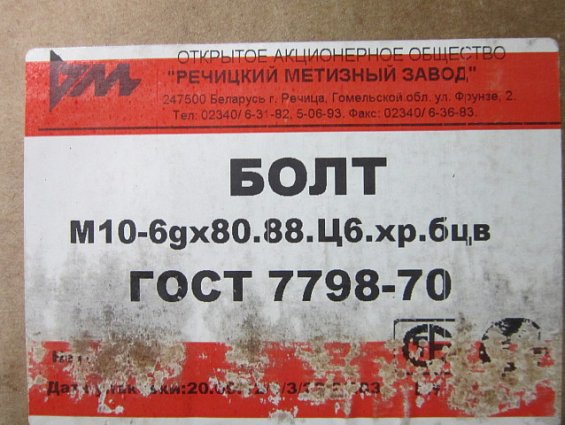 ОТКРЫТОЕ АКЦИОНЕРНОЕ ОБЩЕСТВО
"РЕЧИЦКИЙ МЕТИЗНЫЙ ЗАВОД"
247500 Беларусь г. Речица, Гомельской обл. ул. Фрунзе, 2.
Тел: 02340/ 6-31-82, 5-06-93. Факс: 02340/ 6-36-83.
БОЛТ
М10-6gх80.88.Ц6.хр.бцв
ГОСТ 7798-70